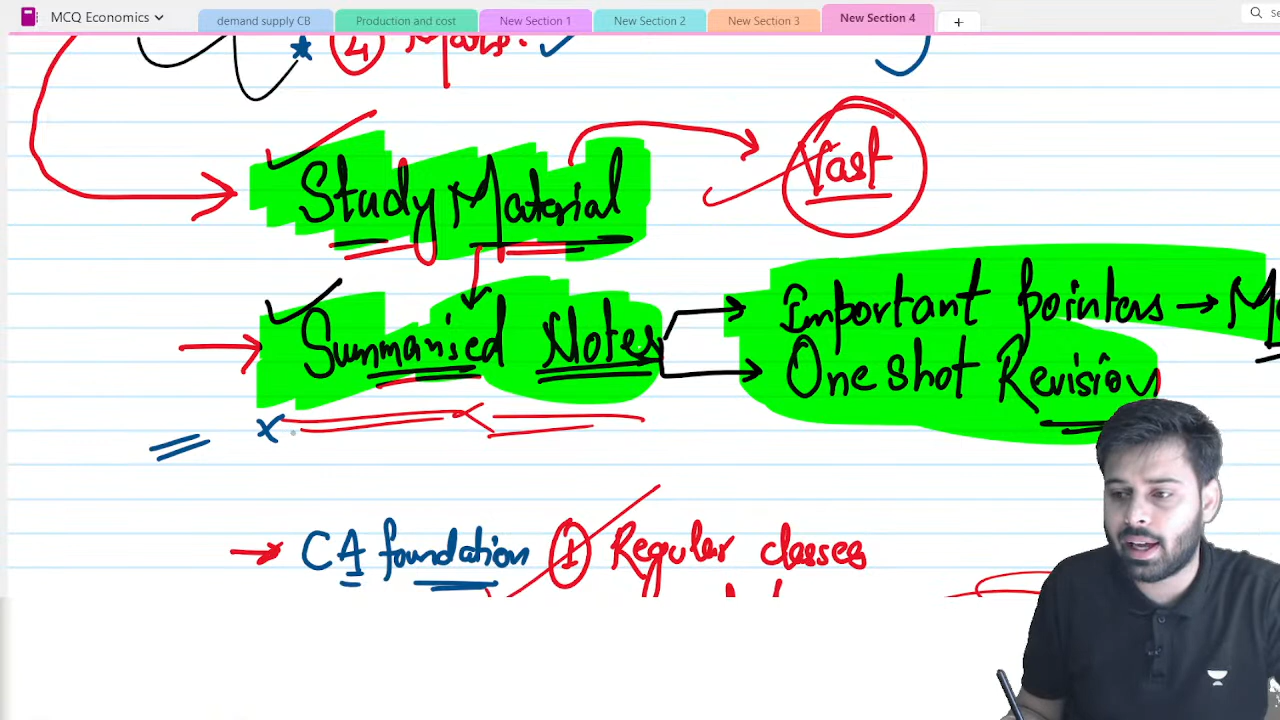 MCQ Economics
demand supply CB
Production and cost
New Section 1
New Section 2
New Section 3
New Section 4
+
④
Study Material
Vast
Summarised Notes
Important pointers → M
One Shot Revision
→ CA foundation ① Regular classes